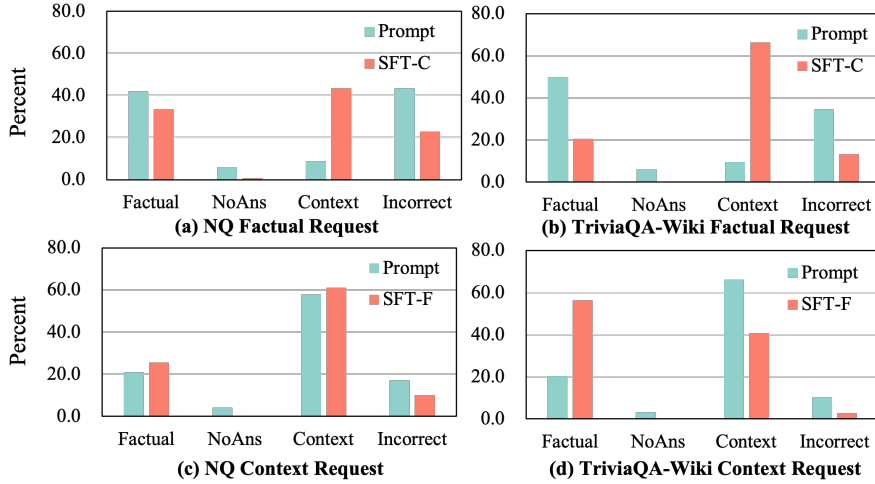 80.0
60.0
40.0
20.0
0.0
Percent
Prompt
SFT-C
Factual NoAns Context Incorrect
(a) NQ Factual Request
80.0
60.0
40.0
20.0
0.0
Prompt
SFT-C
Factual NoAns Context Incorrect
(b) TriviaQA-Wiki Factual Request
80.0
60.0
40.0
20.0
0.0
Percent
Prompt
SFT-F
Factual NoAns Context Incorrect
(c) NQ Context Request
80.0
60.0
40.0
20.0
0.0
Prompt
SFT-F
Factual NoAns Context Incorrect
(d) TriviaQA-Wiki Context Request